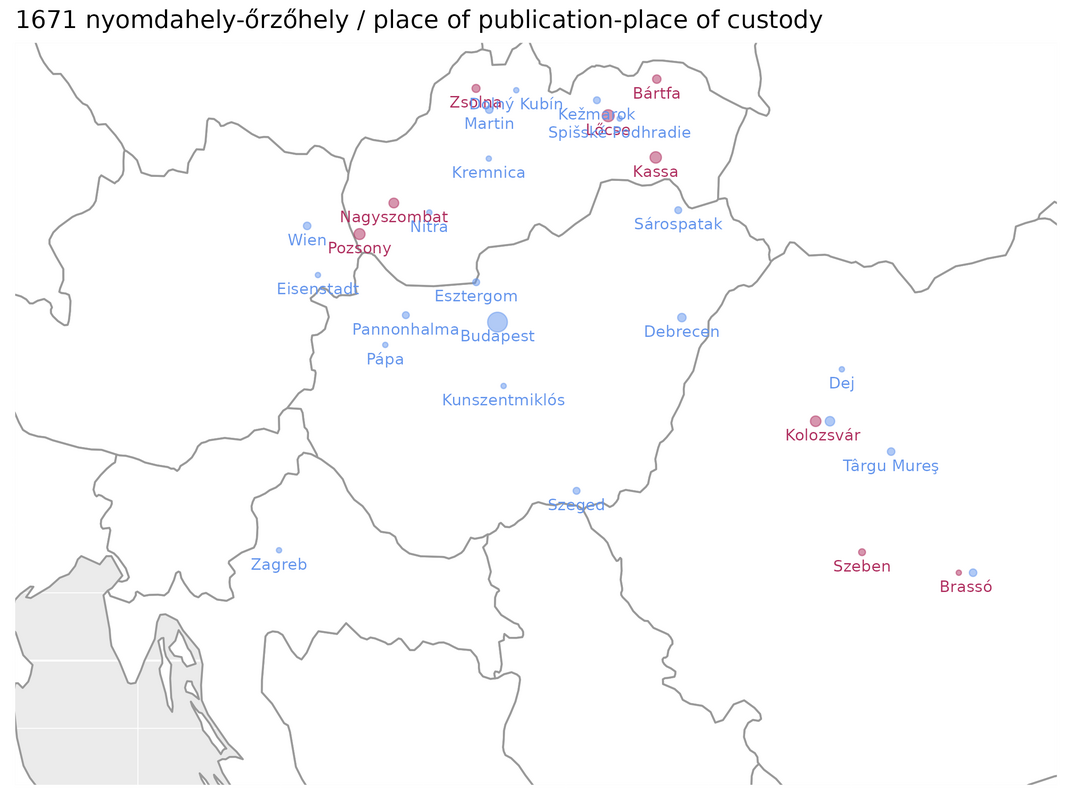 1671 nyomdahely-őrzőhely / place of publication-place of custody
Bártfa
Zsolna
Dolný Kubín
Kežmarok
Martin
Lőcse
Spišské Podhradie
Kremnica
Kassa
Nagyszombat
Nitra
Sárospatak
Wien
Pozsony
Eisenstadt
Esztergom
Pannonhalma
Budapest
Debrecen
Pápa
Dej
Kunszentmiklós
Kolozsvár
Târgu Mureş
Szeged
Zagreb
Szeben
Brassó